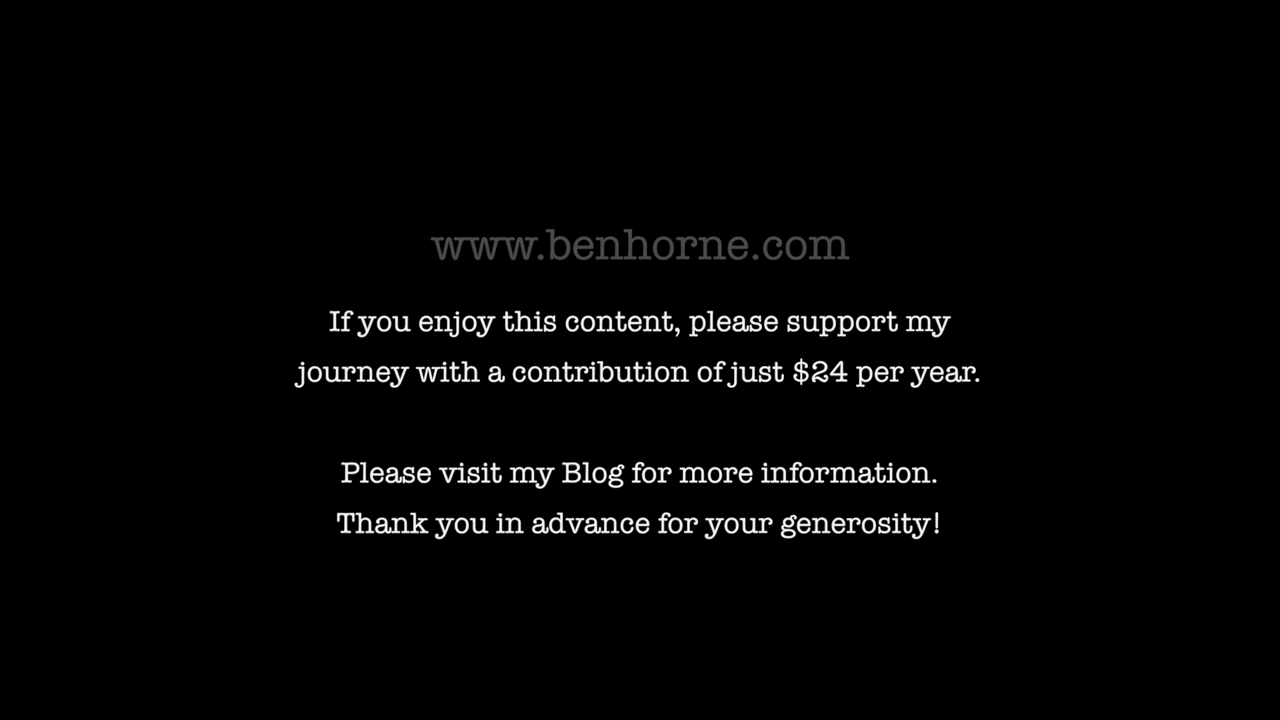 www.benhorne.com
If you enjoy this content, please support my
journey with a contribution of just $24 per year.
Please visit my Blog for more information.
Thank you in advance for your generosity!